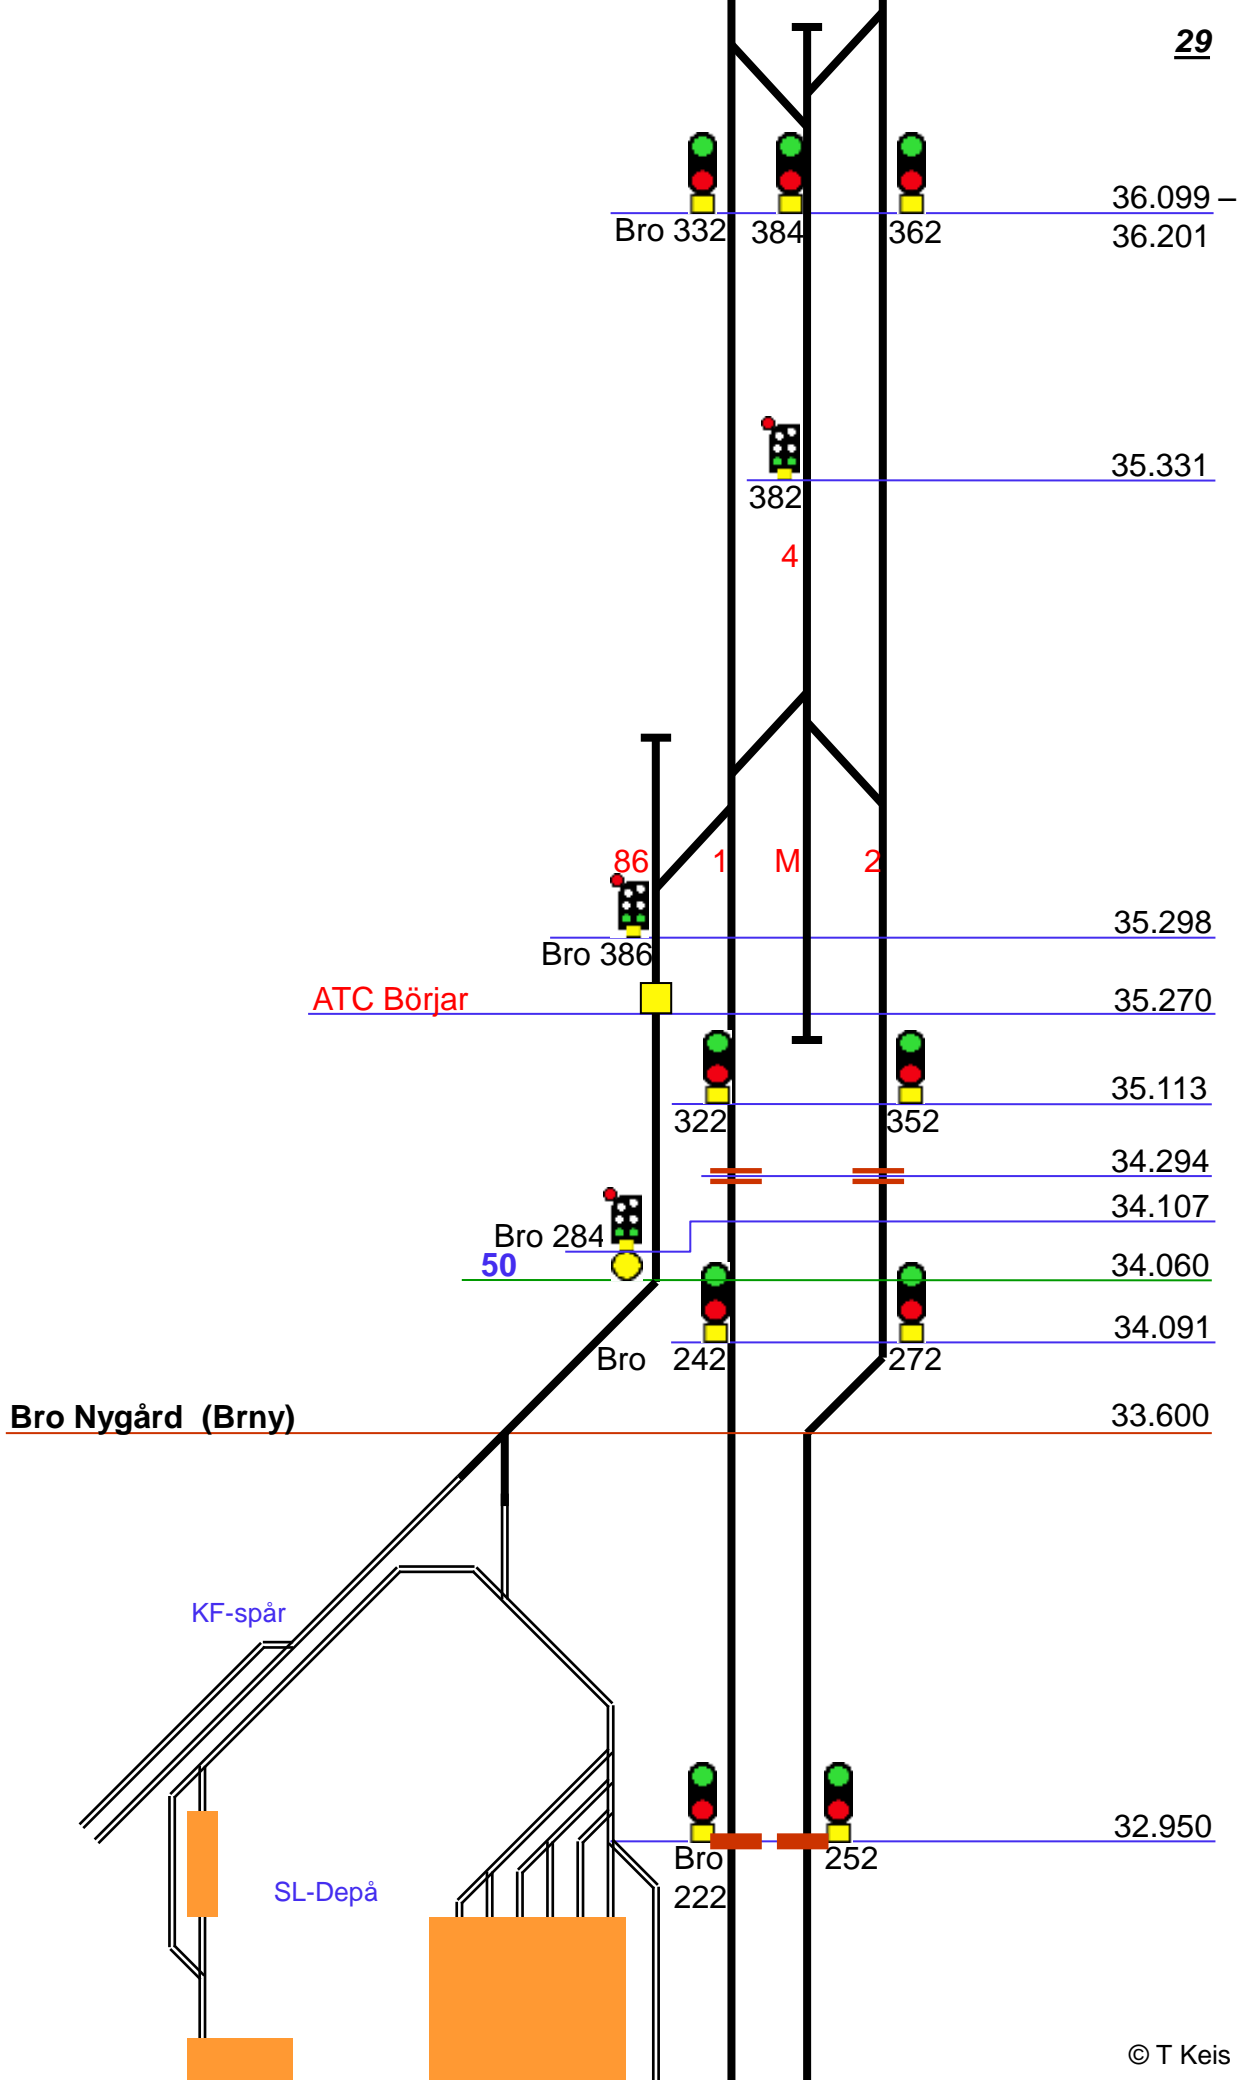 29
36.099 –
Bro 332 384 362
36.201
35.331
382
4
86 1 M 2
35.298
Bro 386
ATC Börjar
35.270
35.113
322 352
34.294
34.107
Bro 284
50
34.060
34.091
Bro 242 272
Bro Nygård (Brny)
33.600
KF-spår
32.950
Bro 252
SL-Depå
222
© T Keis